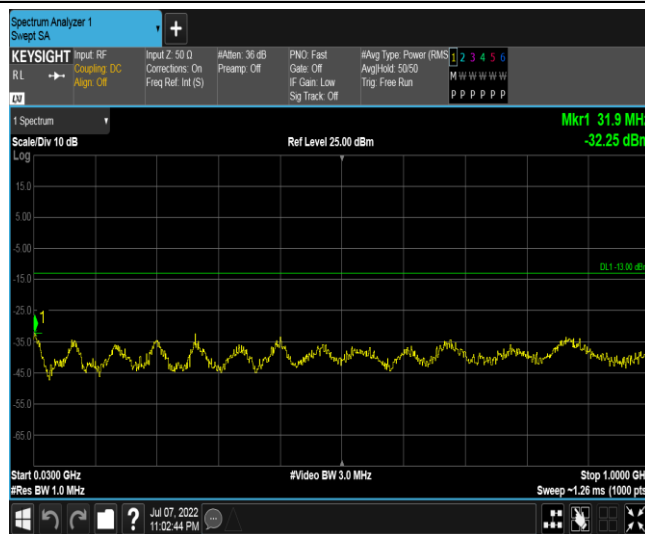 Spectrum Analyzer 1
Swept SA
+
KEYSIGHT
RL
LXI
Input: RF
Coupling: DC
Align: Off
Input Z: 50 Ω
Corrections: On
Freq Ref: Int (S)
#Atten: 36 dB
Preamp: Off
PNO: Fast
Gate: Off
IF Gain: Low
Sig Track: Off
#Avg Type: Power (RMS
Avg|Hold: 50/50
Trig: Free Run
1 2 3 4 5 6
M W W W W W
P P P P P P
1 Spectrum
Mkr1 31.9 MH
Scale/Div 10 dB
Ref Level 25.00 dBm
-32.25 dBm
Log
15.0
5.00
-5.00
DL1 -13.00 dB
-15.0
-25.0
1
-35.0
-45.0
-55.0
-65.0
Start 0.0300 GHz
#Video BW 3.0 MHz
Stop 1.0000 GH
#Res BW 1.0 MHz
Sweep ~1.26 ms (1000 pts
?
Jul 07, 2022
11:02:44 PM